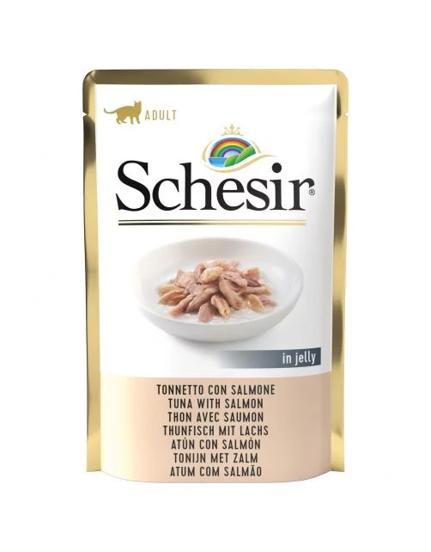 ADULT
Schesir®
in jelly
TONNETTO CON SALMONE
TUNA WITH SALMON
THON AVEC SAUMON
THUNFISCH MIT LACHS
ATÚN CON SALMÓN
TONIJN MET ZALM
ATUM COM SALMÃO